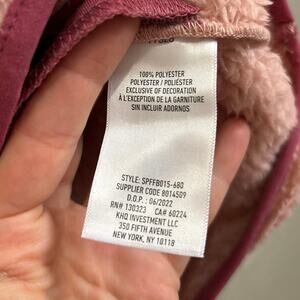 100% POLYESTER
POLYESTER / POLIÉSTER
EXCLUSIVE OF DECORATION
À L'EXCEPTION DE LA GARNITURE
SIN INCLUIR ADORNOS
STYLE: SPFFB015-680
SUPPLIER CODE 8014509
D.O.P. : 06/2022
RN# 130323 CA# 60224
KHQ INVESTMENT LLC
350 FIFTH AVENUE
NEW YORK, NY 10118